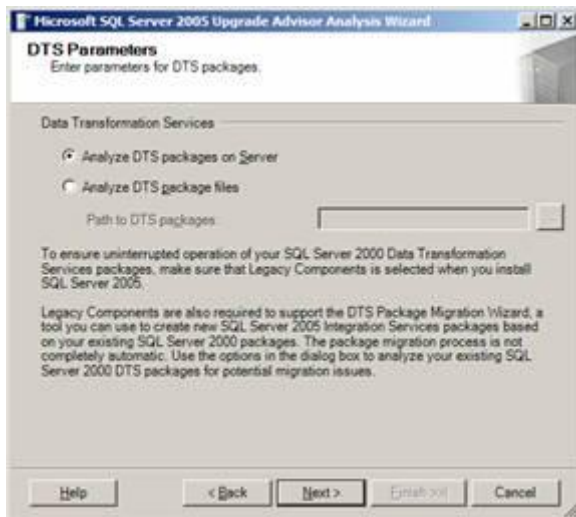 Microsoft SQL Server 2005 Upgrade Advisor Analysis Wizard
DTS Parameters
Enter parameters for DTS packages.
Data Transformation Services
Analyze DTS packages on Server
Analyze DTS package files
Path to DTS packages:
To ensure uninterrupted operation of your SQL Server 2000 Data Transformation
Services packages, make sure that Legacy Components is selected when you install
SQL Server 2005.
Legacy Components are also required to support the DTS Package Migration Wizard, a
tool you can use to create new SQL Server 2005 Integration Services packages based
on your existing SQL Server 2000 packages. The package migration process is not
completely automatic. Use the options in the dialog box to analyze your existing SQL
Server 2000 DTS packages for potential migration issues.
Help
< Back
Next >
Finish >>|
Cancel